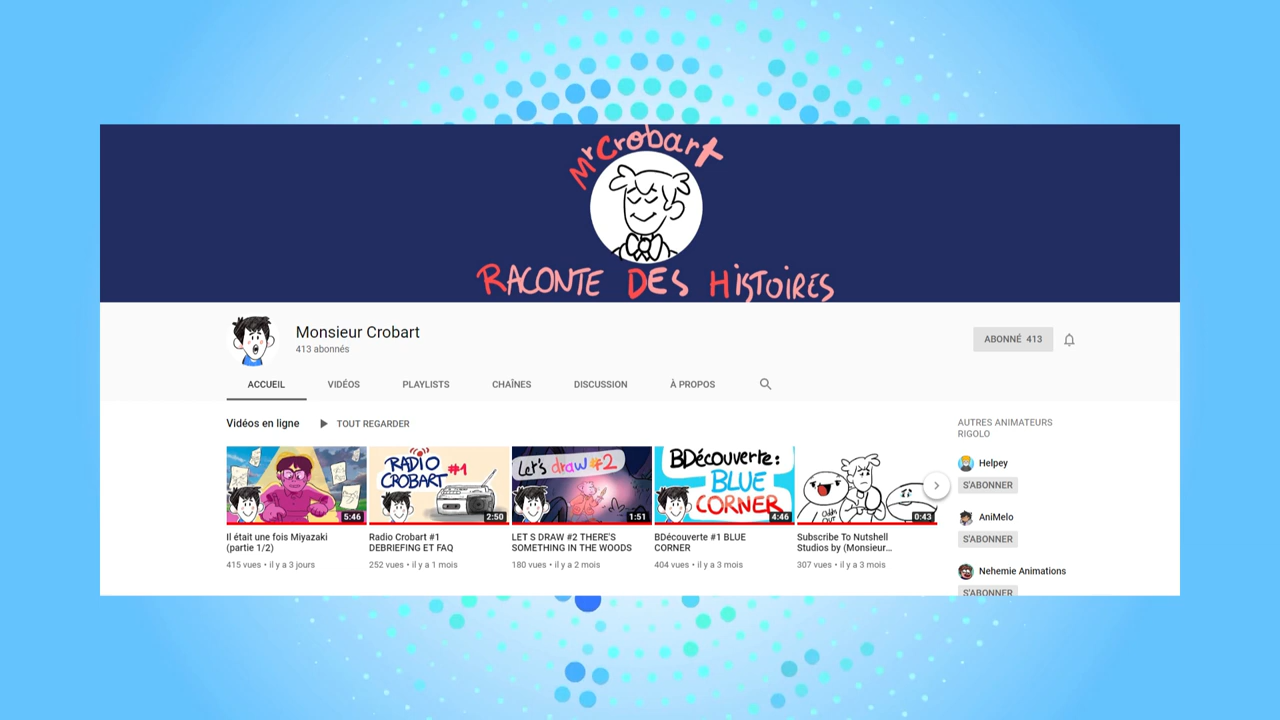 Mr Crobart
RACONTE DES HISTOIRES
Monsieur Crobart
413 abonnés
ABONNÉ 413
ACCUEIL VIDÉOS PLAYLISTS CHAÎNES DISCUSSION À PROPOS
Vidéos en ligne TOUT REGARDER
5:46
Il était une fois Miyazaki
(partie 1/2)
415 vues • il y a 3 jours
RADIO
CROBART #1
2:50
Radio Crobart #1
DEBRIEFING ET FAQ
252 vues • il y a 1 mois
Let's draw #2
1:51
LET S DRAW #2 THERE'S
SOMETHING IN THE WOODS
180 vues • il y a 2 mois
BDécouverte:
BLUE
CORNER
4:46
BDécouverte #1 BLUE
CORNER
404 vues • il y a 3 mois
Odds
OUT
0:43
Subscribe To Nutshell
Studios by (Monsieur...
307 vues • il y a 3 mois
AUTRES ANIMATEURS
RIGOLO
Helpey
S'ABONNER
AniMelo
S'ABONNER
Nehemie Animations
S'ABONNER